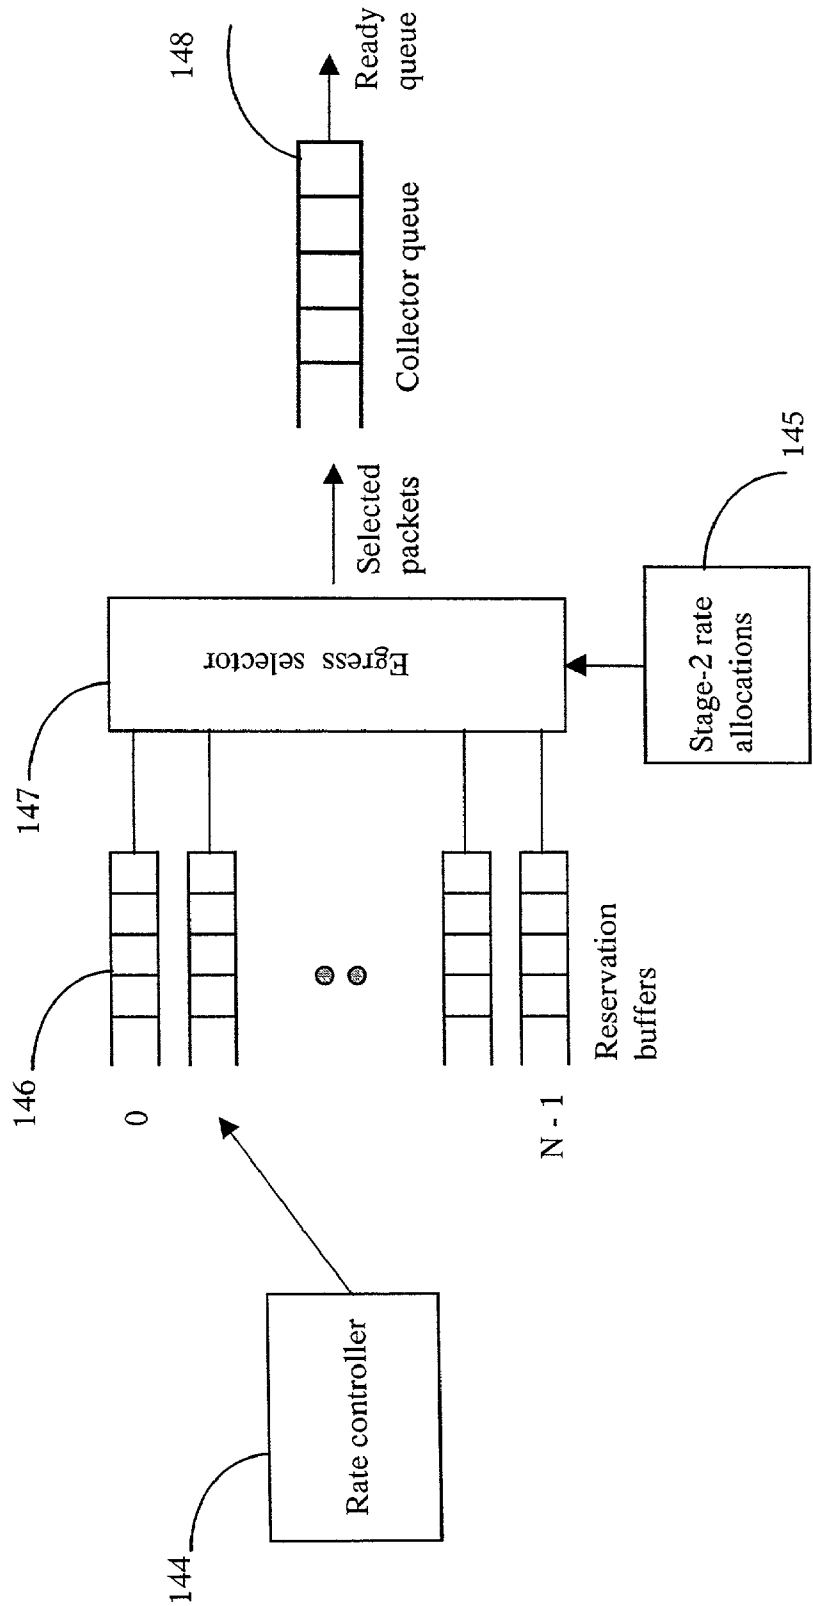 144
Rate controller
146
0
N - 1
Reservation
buffers
147
Egress selector
Stage-2 rate
allocations
145
Selected
packets
Collector queue
148
Ready
queue